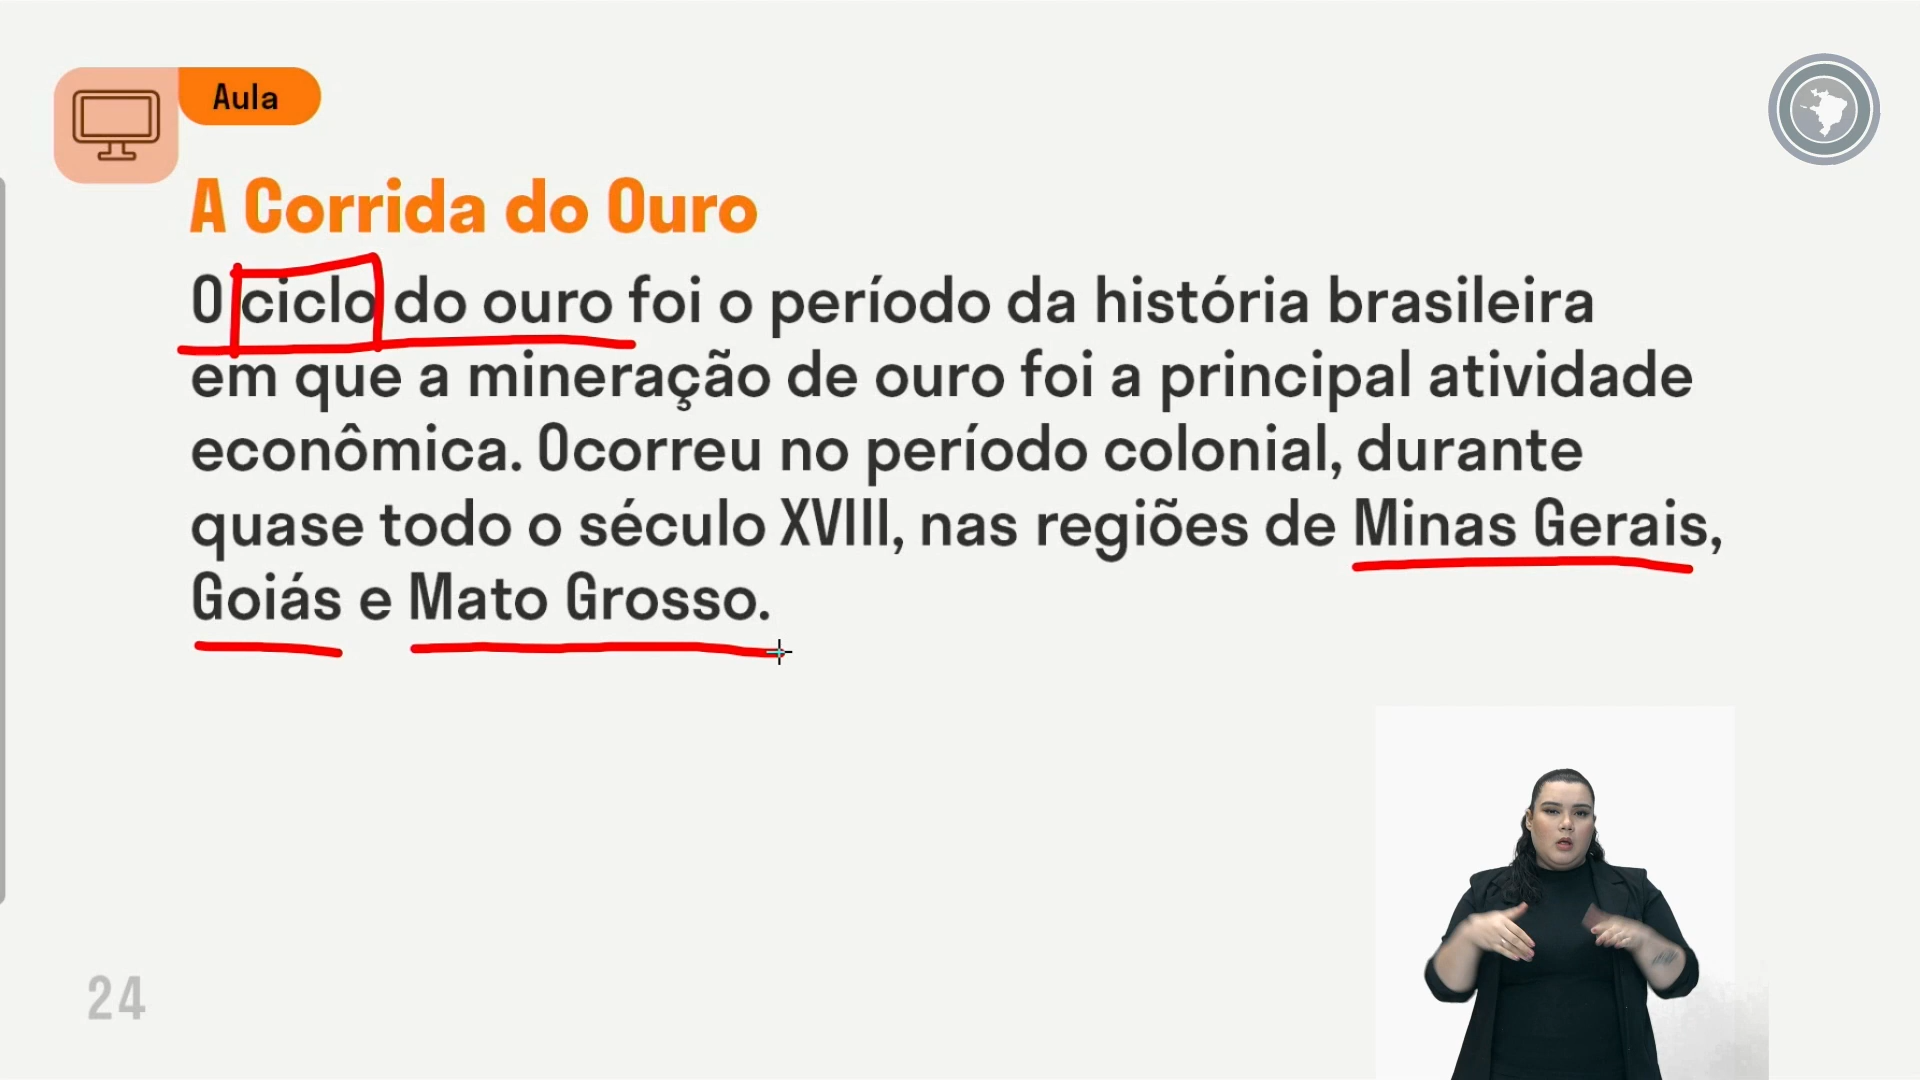 Aula
A Corrida do Ouro
O ciclo do ouro foi o período da história brasileira
em que a mineração de ouro foi a principal atividade
econômica. Ocorreu no período colonial, durante
quase todo o século XVIII, nas regiões de Minas Gerais,
Goiás e Mato Grosso.
24